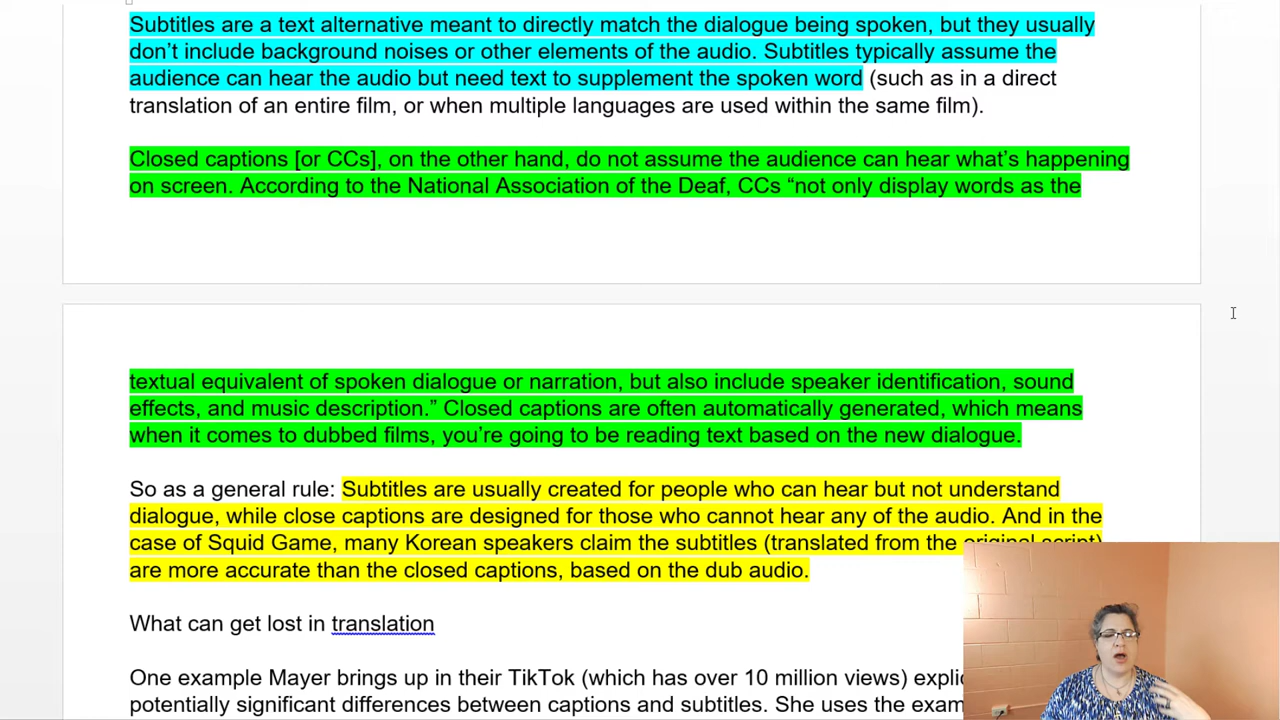 Subtitles are a text alternative meant to directly match the dialogue being spoken, but they usually
don’t include background noises or other elements of the audio. Subtitles typically assume the
audience can hear the audio but need text to supplement the spoken word (such as in a direct
translation of an entire film, or when multiple languages are used within the same film).
Closed captions [or CCs], on the other hand, do not assume the audience can hear what’s happening
on screen. According to the National Association of the Deaf, CCs “not only display words as the
textual equivalent of spoken dialogue or narration, but also include speaker identification, sound
effects, and music description.” Closed captions are often automatically generated, which means
when it comes to dubbed films, you’re going to be reading text based on the new dialogue.
So as a general rule: Subtitles are usually created for people who can hear but not understand
dialogue, while close captions are designed for those who cannot hear any of the audio. And in the
case of Squid Game, many Korean speakers claim the subtitles (translated from the original script)
are more accurate than the closed captions, based on the dub audio.
What can get lost in translation
One example Mayer brings up in their TikTok (which has over 10 million views)
potentially significant differences between captions and subtitles. She uses the